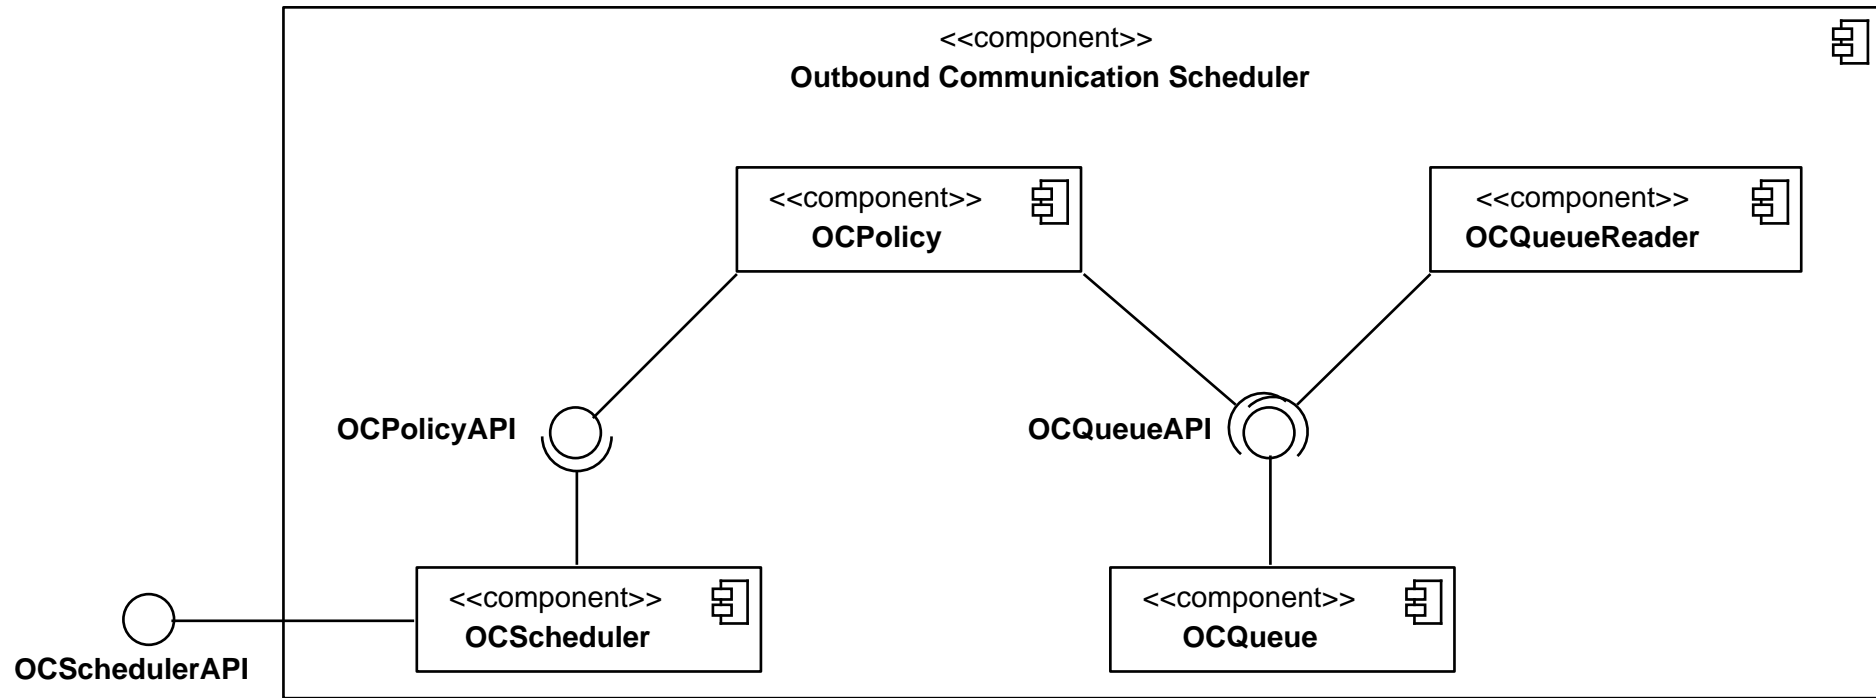 <<component>>
Outbound Communication Scheduler
<<component>>
OCPolicy
<<component>>
OCQueueReader
OCPolicyAPI
OCQueueAPI
<<component>>
OCScheduler
<<component>>
OCQueue
OCSchedulerAPI